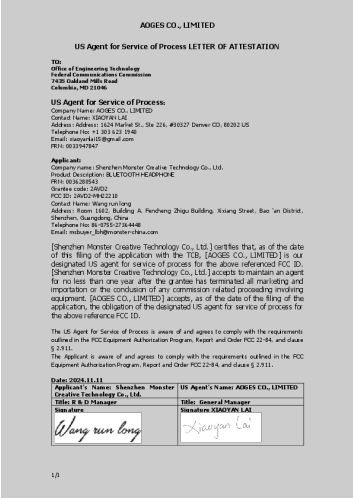 AOGES CO., LIMITED
US Agent for Service of Process LETTER OF ATTESTATION
TO:
Office of Engineering Technology
Federal Communications Commission
7435 Oakland Mills Road
Columbia, MD 21046
US Agent for Service of Process:
Company Name: AOGES CO., LIMITED
Contact Name: XIAOYAN LAI
Address: Address: 1624 Market St., Ste 226, #30327 Denver CO, 80202 US
Telephone No: +1 303 623 1948
Email: xiaoyanlai15@gmail.com
FRN: 0033947847
Applicant:
Company name: Shenzhen Monster Creative Technology Co., Ltd.
Product Description: BLUETOOTH HEADPHONE
FRN: 0036280543
Grantee code: 2AVD2
FCC ID: 2AVD2-MH22218
Contact Name: Wang run long
Address: Room 1602, Building A, Fenzheng Zhigu Building, Xixiang Street, Bao 'an District,
Shenzhen, Guangdong, China
Telephone No: 86-0755-27364448
Email: msbuyer_lbh@monster-china.com
[Shenzhen Monster Creative Technology Co., Ltd.] certifies that, as of the date
of this filing of the application with the TCB, [AOGES CO., LIMITED] is our
designated US agent for service of process for the above referenced FCC ID.
[Shenzhen Monster Creative Technology Co., Ltd.] accepts to maintain an agent
for no less than one year after the grantee has terminated all marketing and
importation or the conclusion of any commission related proceeding involving
equipment. [AOGES CO., LIMITED] accepts, as of the date of the filing of the
application, the obligation of the designated US agent for service of process for
the above reference FCC ID.
The US Agent for Service of Process is aware of and agrees to comply with the requirements
outlined in the FCC Equipment Authorization Program, Report and Order FCC 22-84, and clause
§ 2.911.
The Applicant is aware of and agrees to comply with the requirements outlined in the FCC
Equipment Authorization Program, Report and Order FCC 22-84, and clause § 2.911.
Date: 2024.11.11
Applicant's Name: Shenzhen Monster Creative Technology Co., Ltd.
US Agent's Name: AOGES CO., LIMITED
Title: R & D Manager
Title: General Manager
Signature
Signature XIAOYAN LAI
Wang run long
Xiaoyan Lai
1/1